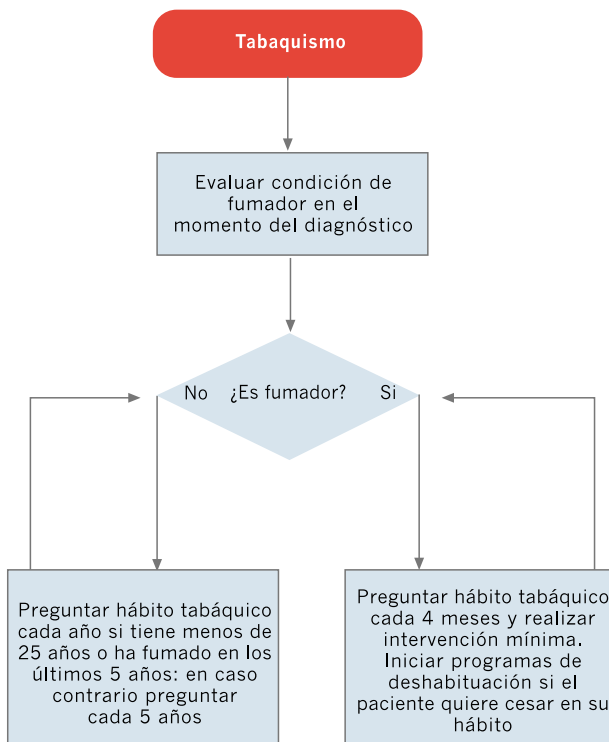 Tabaquismo
Evaluar condición de
fumador en el
momento del diagnóstico
No ¿Es fumador? Si
Preguntar hábito tabáquico
cada año si tiene menos de
25 años o ha fumado en los
últimos 5 años: en caso
contrario preguntar
cada 5 años
Preguntar hábito tabáquico
cada 4 meses y realizar
intervención mínima.
Iniciar programas de
deshabituación si el
paciente quiere cesar en su
hábito